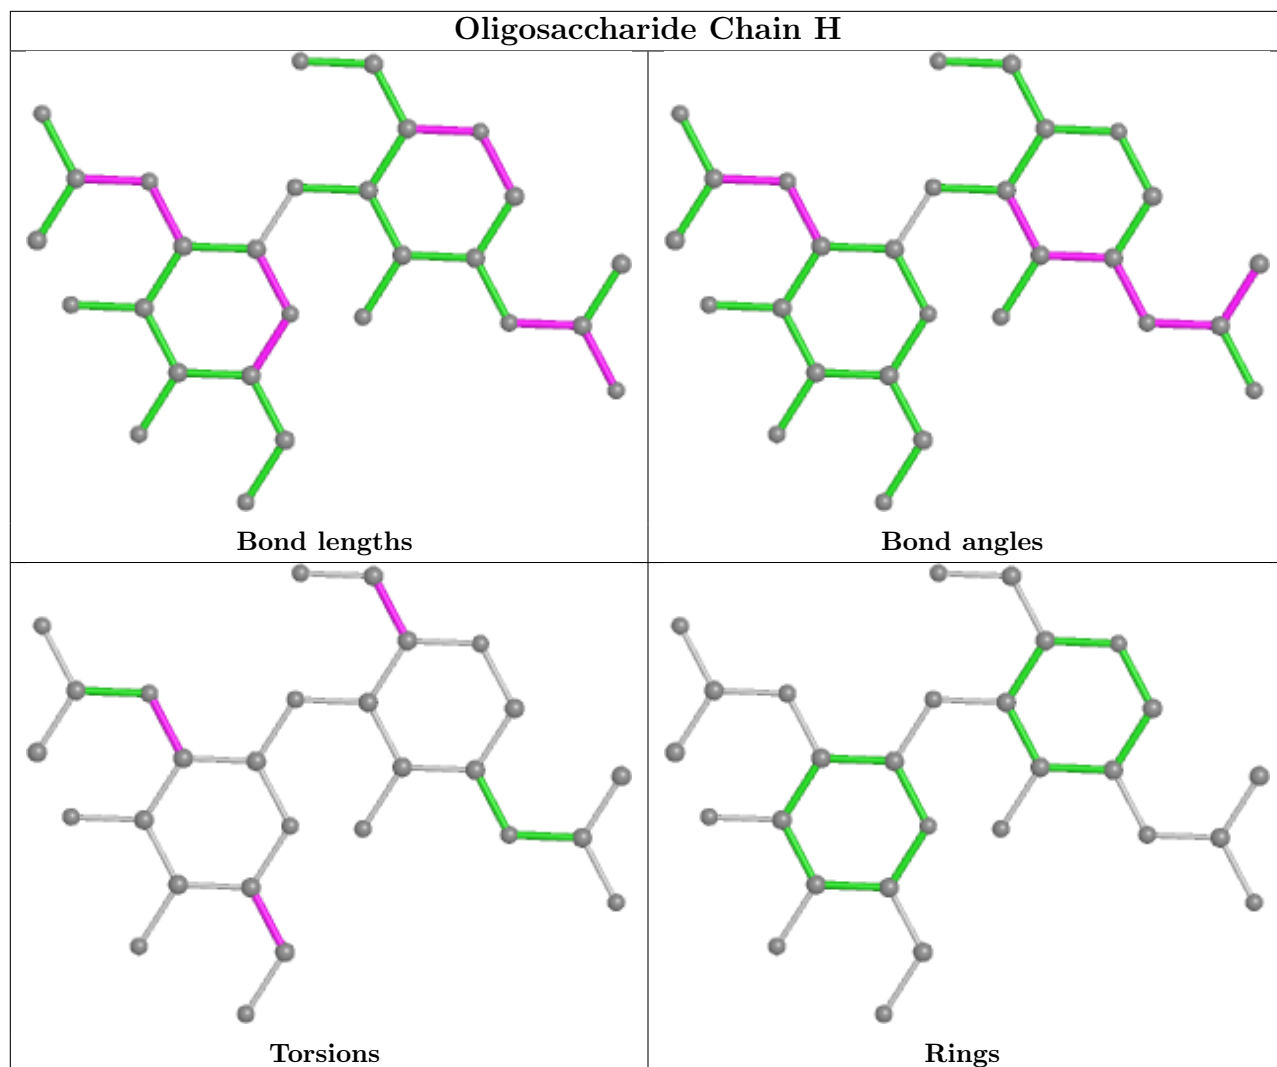 Oligosaccharide Chain H
Bond lengths
Bond angles
Torsions
Rings